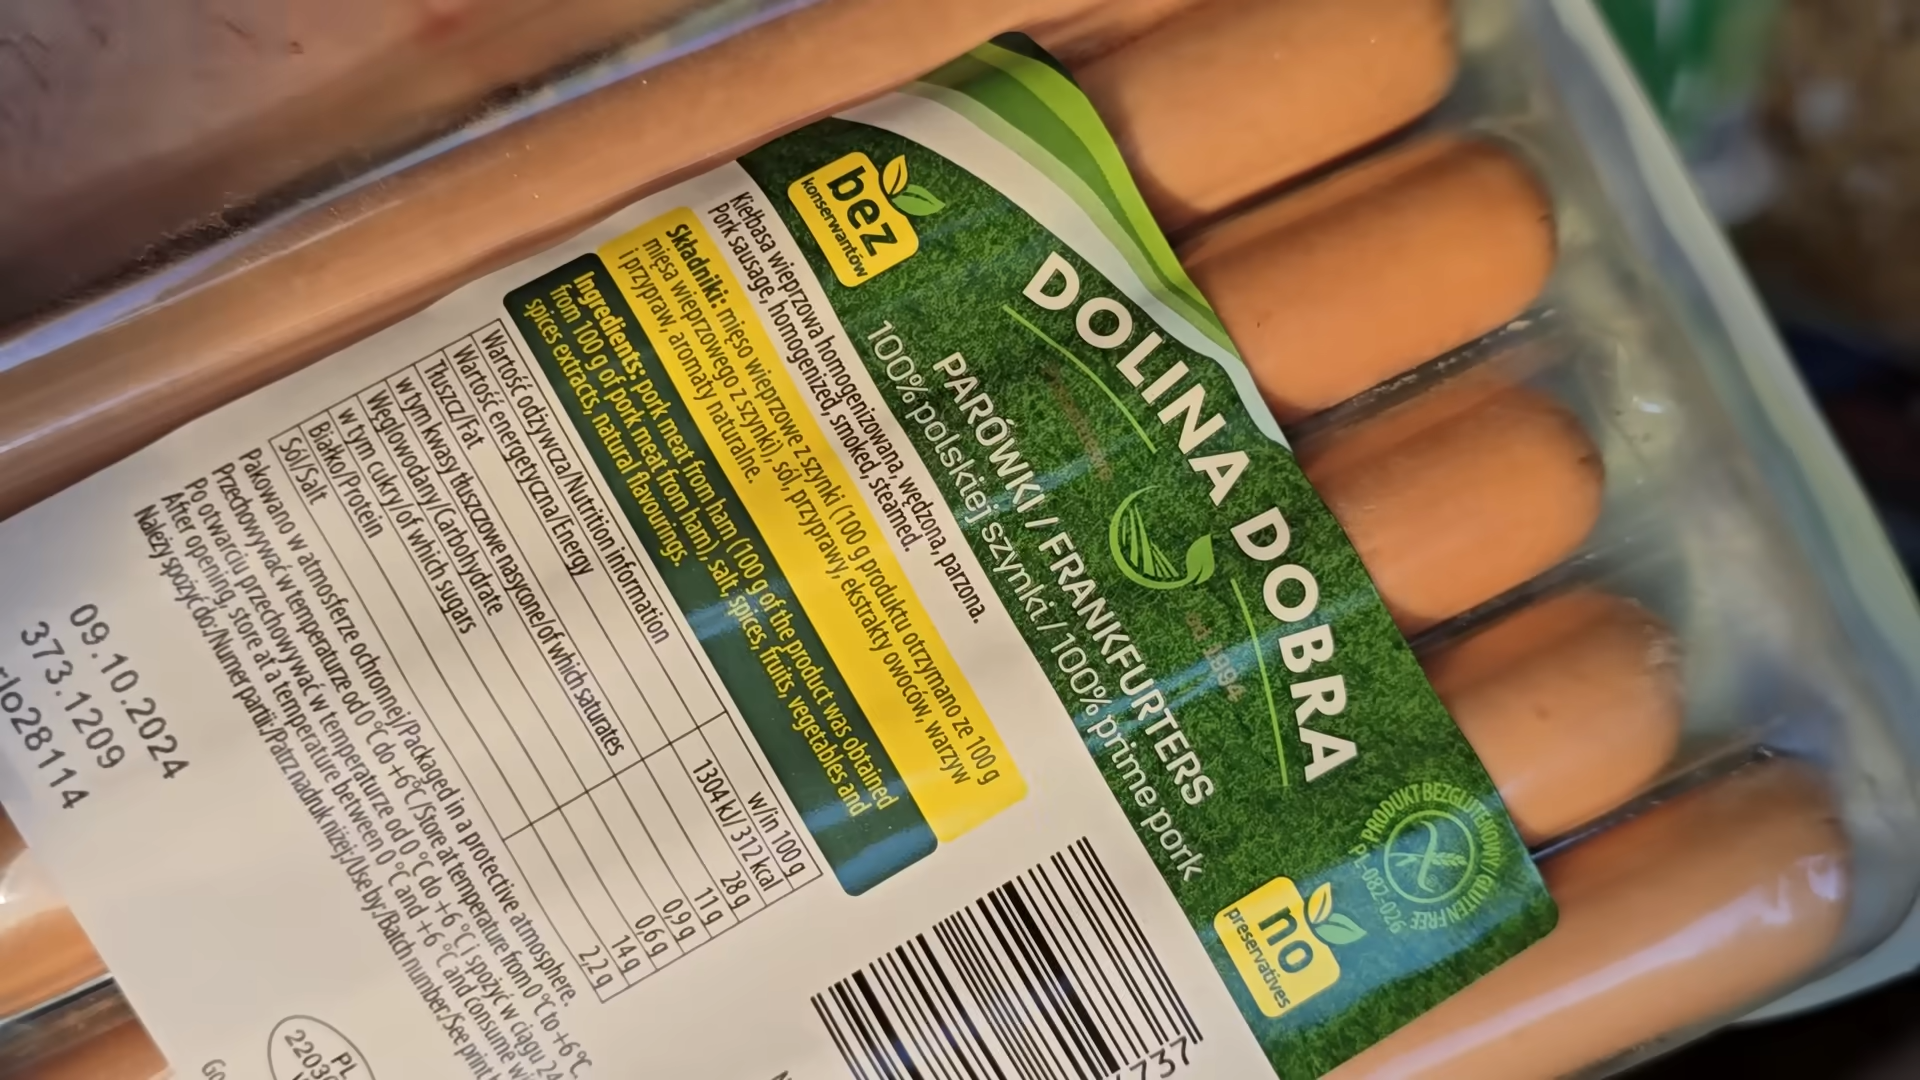 DOLINA DOBRA
od 1994
PARÓWKI / FRANKFURTERS
100% polskiej szynki / 100% prime pork
bez
konserwantów
no
preservatives
PRODUKT BEZGLUTENOWY / GLUTEN FREE
PL-082-026
Kiełbasa wieprzowa homogenizowana, wędzona, parzona.
Pork sausage, homogenized, smoked, steamed.
Składniki: mięso wieprzowe z szynki (100 g produktu otrzymano ze 100 g
mięsa wieprzowego z szynki), sól, przyprawy, ekstrakty owoców, warzyw
i przypraw, aromaty naturalne.
Ingredients: pork meat from ham (100 g of the product was obtained
from 100 g of pork meat from ham), salt, spices, fruits, vegetables and
spices extracts, natural flavourings.
Wartość odżywcza/Nutrition information w/in 100 g
Wartość energetyczna/Energy 1304 kJ/ 312 kcal
Tłuszcz/Fat 28 g
w tym kwasy tłuszczowe nasycone/of which saturates 11 g
Węglowodany/Carbohydrate 0,9 g
w tym cukry/of which sugars 0,6 g
Białko/Protein 14 g
Sól/Salt 2,2 g
Pakowano w atmosferze ochronnej/Packaged in a protective atmosphere.
Przechowywać w temperaturze od 0 °C do +6 °C/Store at temperature from 0 °C to +6 °C.
Po otwarciu przechowywać w temperaturze od 0 °C do +6 °C i spożyć w ciągu 24
After opening, store at a temperature between 0 °C and +6 °C and consume
Należy spożyć do:/Numer partii:/Patrz nadruk niżej/Use by:/Batch number:/See print
09.10.2024
373.1209
28114
PL
2203
737